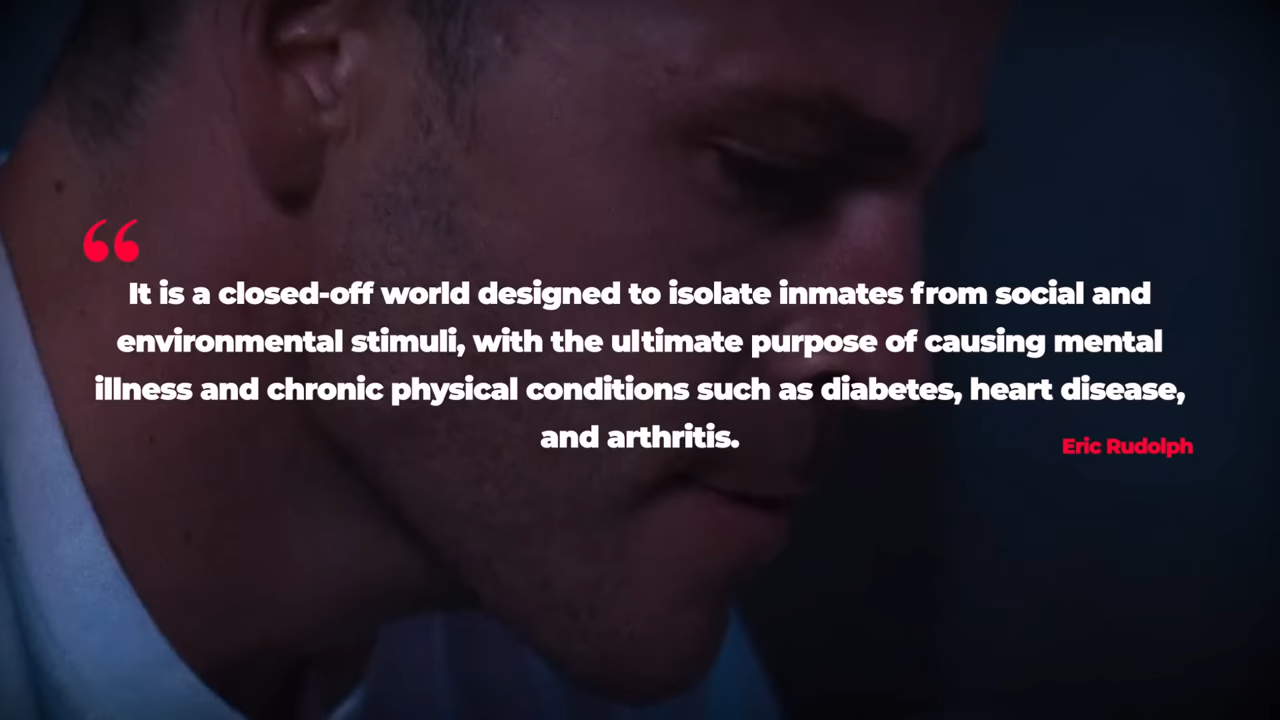 “
It is a closed-off world designed to isolate inmates from social and
environmental stimuli, with the ultimate purpose of causing mental
illness and chronic physical conditions such as diabetes, heart disease,
and arthritis.
Eric Rudolph